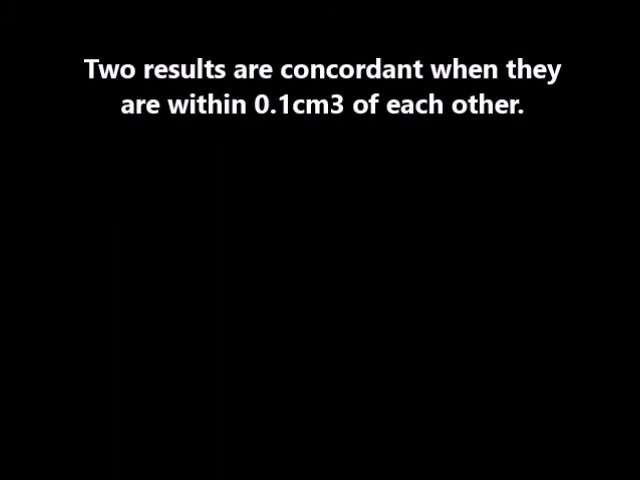 Two results are concordant when they
are within 0.1cm3 of each other.